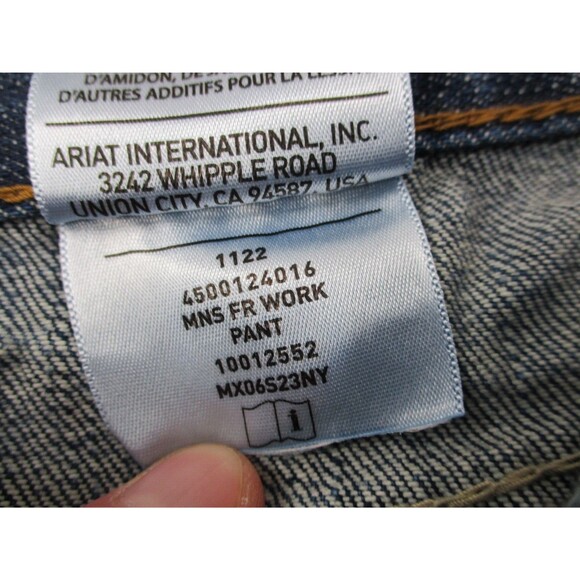 D'AMIDON,
D'AUTRES ADDITIFS POUR LA
ARIAT INTERNATIONAL, INC.
3242 WHIPPLE ROAD
UNION CITY, CA 94587, USA
1122
4500124016
MNS FR WORK
PANT
10012552
MX06S23NY
i